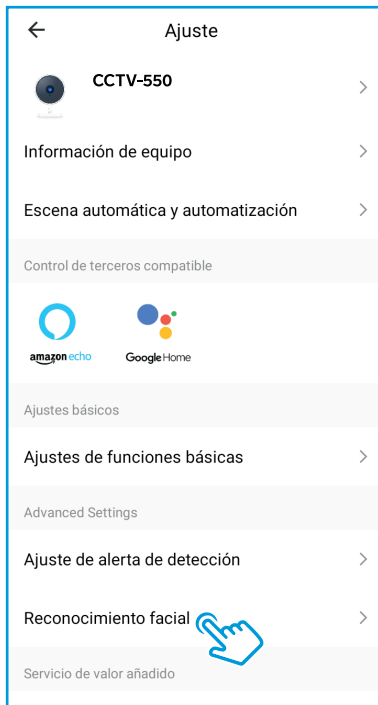 Ajuste
CCTV-550
Información de equipo
Escena automática y automatización
Control de terceros compatible
amazon echo
Google Home
Ajustes básicos
Ajustes de funciones básicas
Advanced Settings
Ajuste de alerta de detección
Reconocimiento facial
Servicio de valor añadido